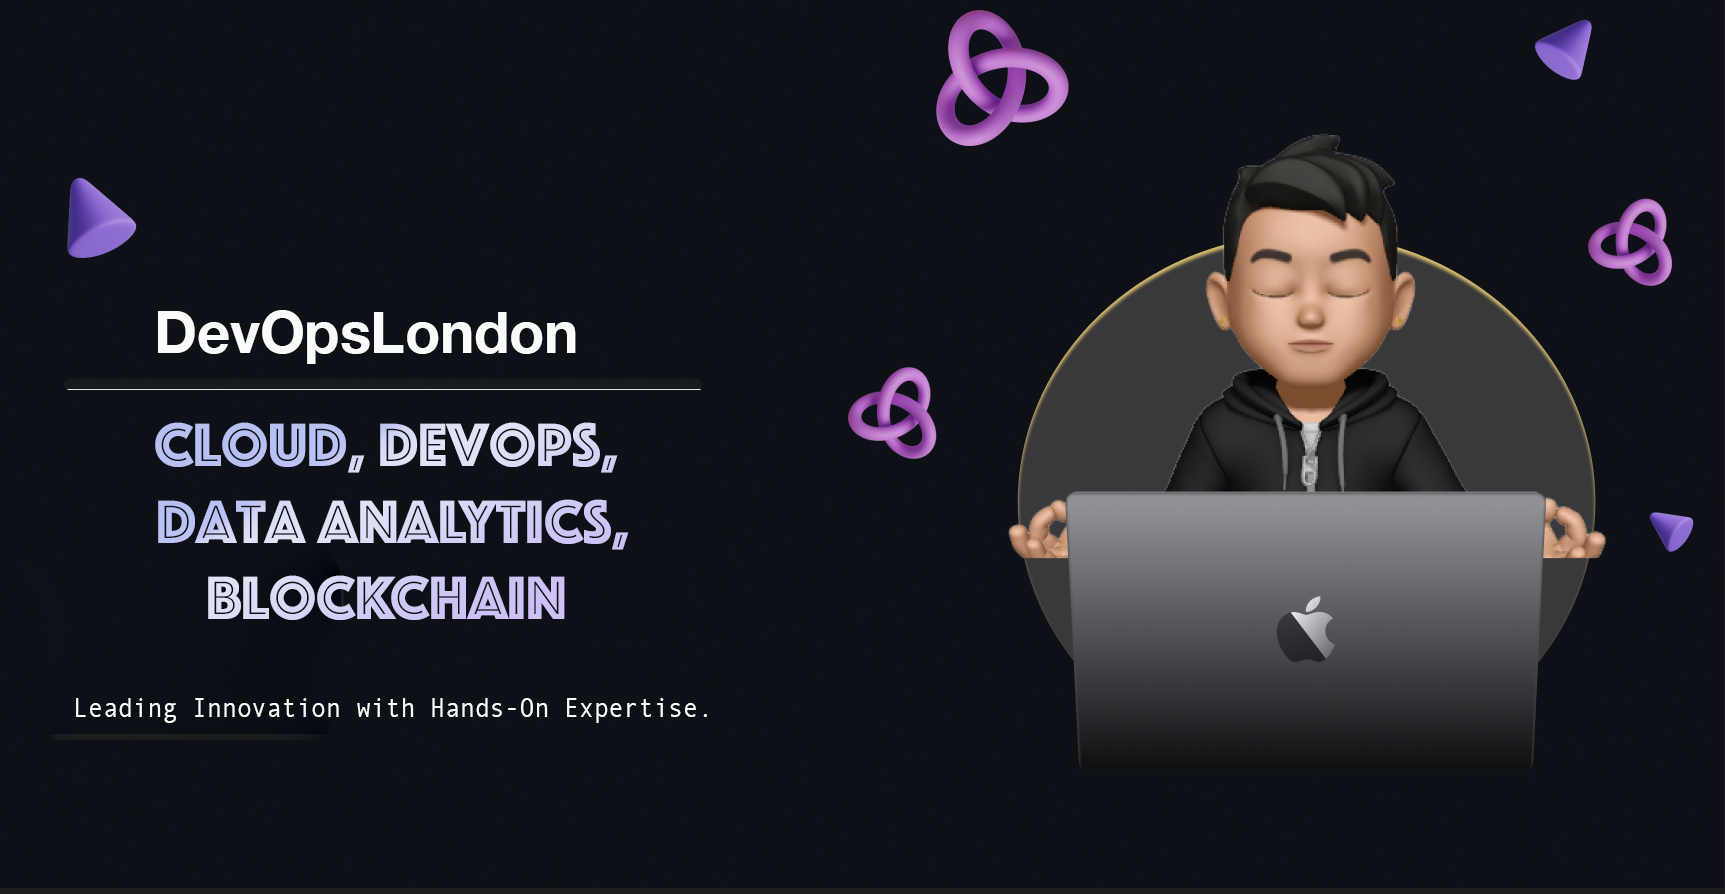 DevOpsLondon
CLOUD, DEVOPS,
DATA ANALYTICS,
BLOCKCHAIN
Leading Innovation with Hands-On Expertise.